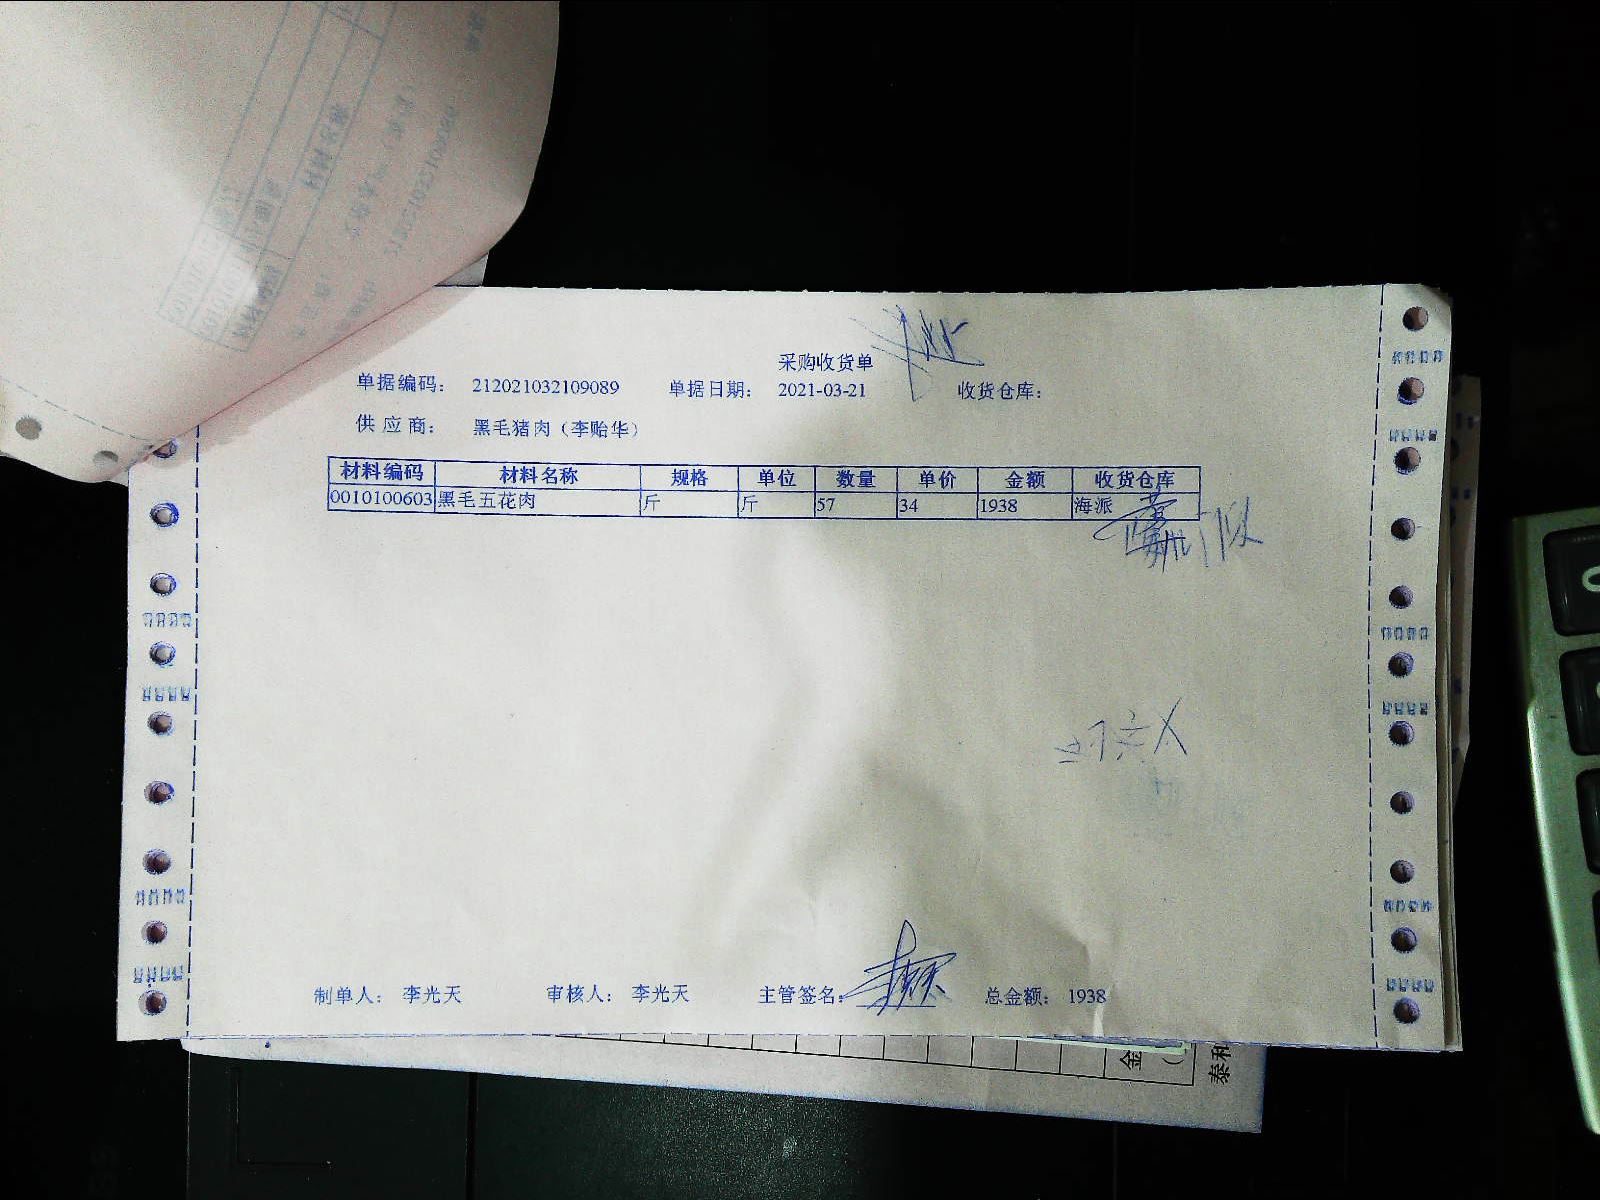 采购收货单
单据编码: 212021032109089 单据日期: 2021-03-21 收货仓库:
供应商: 黑毛猪肉（李贻华）
材料编码 材料名称 规格 单位 数量 单价 金额 收货仓库
0010100603 黑毛五花肉 斤 斤 57 34 1938 海派
制单人: 李光天 审核人: 李光天 主管签名: 总金额: 1938
金
泰和